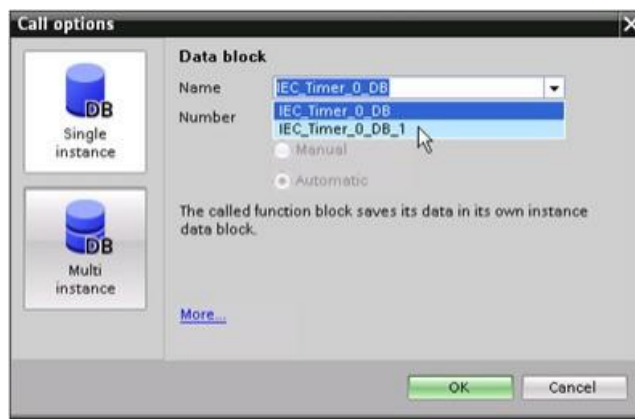 Call options
DB
Single
instance
DB
Multi
instance
Data block
Name
IEC_Timer_0_DB
IEC_Timer_0_DB
IEC_Timer_0_DB_1
Number
Manual
Automatic
The called function block saves its data in its own instance
data block.
More...
OK
Cancel